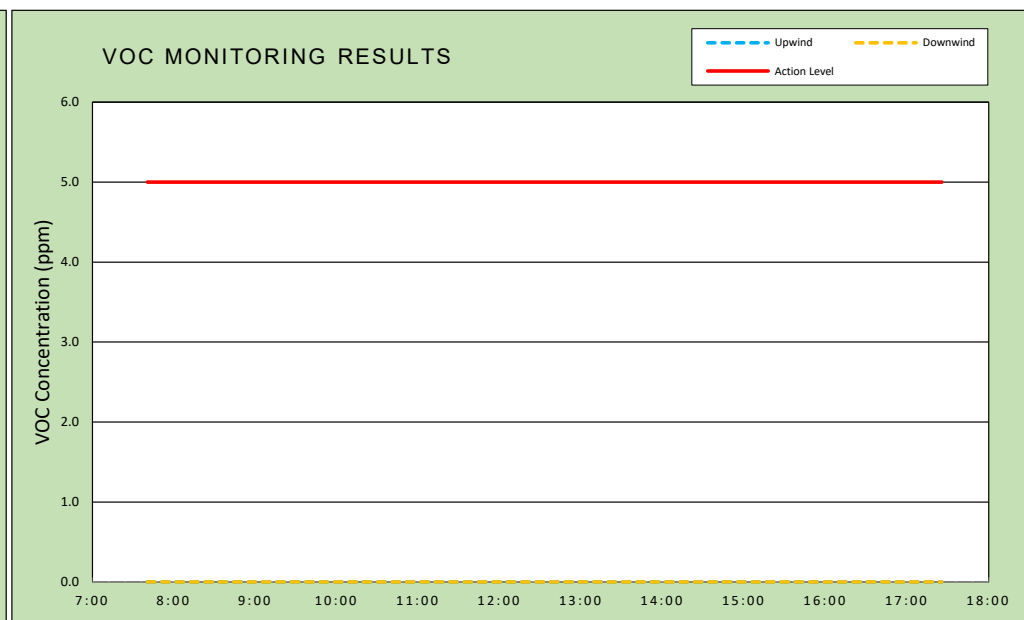 VOC MONITORING RESULTS
Upwind
Downwind
Action Level
VOC Concentration (ppm)
6.0
5.0
4.0
3.0
2.0
1.0
0.0
7:00 8:00 9:00 10:00 11:00 12:00 13:00 14:00 15:00 16:00 17:00 18:00